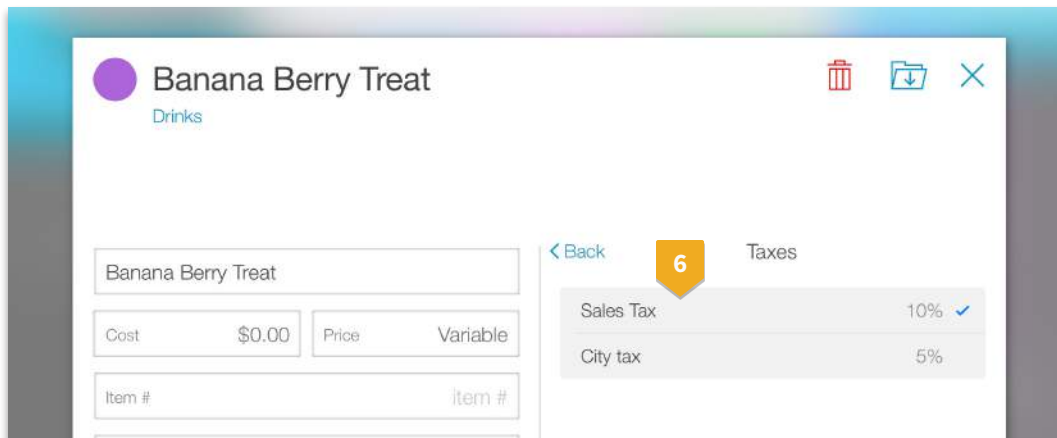 Banana Berry Treat
Drinks
Banana Berry Treat
Cost $0.00 Price Variable
Item # item #
Back 6 Taxes
Sales Tax 10%
City tax 5%